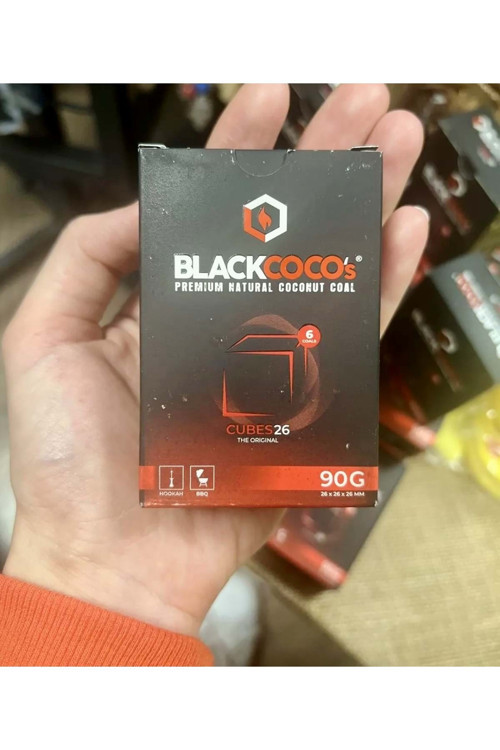 BLACKCOCO's®
PREMIUM NATURAL COCONUT COAL
6
COALS
CUBES26
THE ORIGINAL
HOOKAH
BBQ
90G
26 x 26 x 26 MM